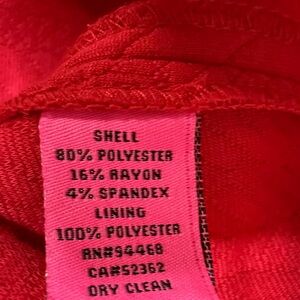 SHELL
80% POLYESTER
16% RAYON
4% SPANDEX
LINING
100% POLYESTER
RN#94468
CA#52362
DRY CLEAN